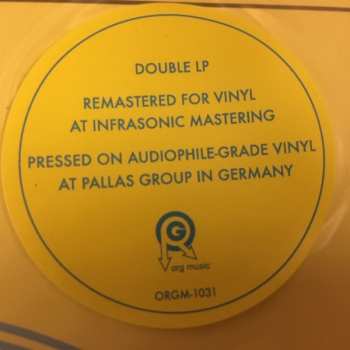 DOUBLE LP
REMASTERED FOR VINYL
AT INFRASONIC MASTERING
PRESSED ON AUDIOPHILE-GRADE VINYL
AT PALLAS GROUP IN GERMANY
G
org music
ORGM-1031